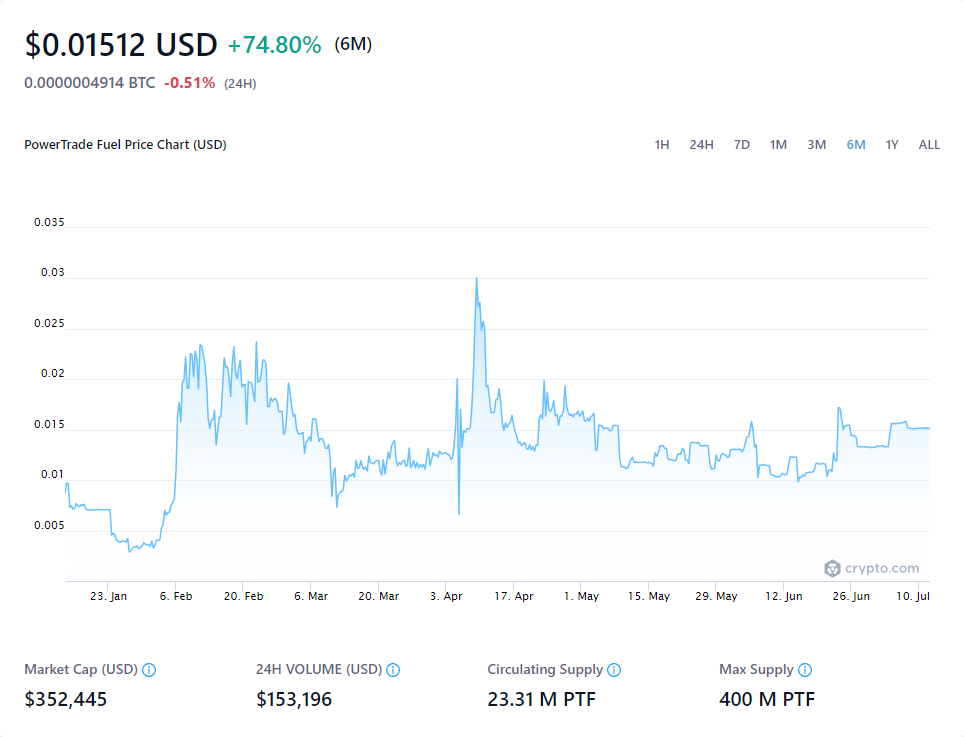 $0.01512 USD +74.80% (6M)
0.0000004914 BTC -0.51% (24H)
PowerTrade Fuel Price Chart (USD) 1H 24H 7D 1M 3M 6M 1Y ALL
0.035
0.03
0.025
0.02
0.015
0.01
0.005
crypto.com
23. Jan 6. Feb 20. Feb 6. Mar 20. Mar 3. Apr 17. Apr 1. May 15. May 29. May 12. Jun 26. Jun 10. Jul
Market Cap (USD) 24H VOLUME (USD) Circulating Supply Max Supply
$352,445 $153,196 23.31 M PTF 400 M PTF